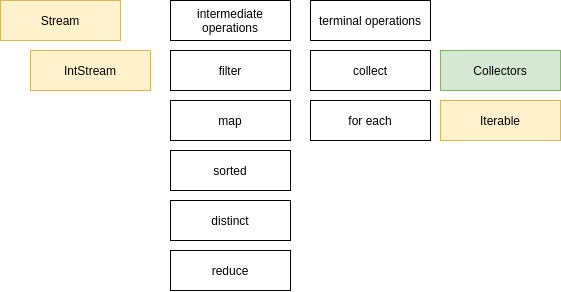 Stream
intermediate
operations
terminal operations
IntStream
filter
collect
Collectors
map
for each
Iterable
sorted
distinct
reduce